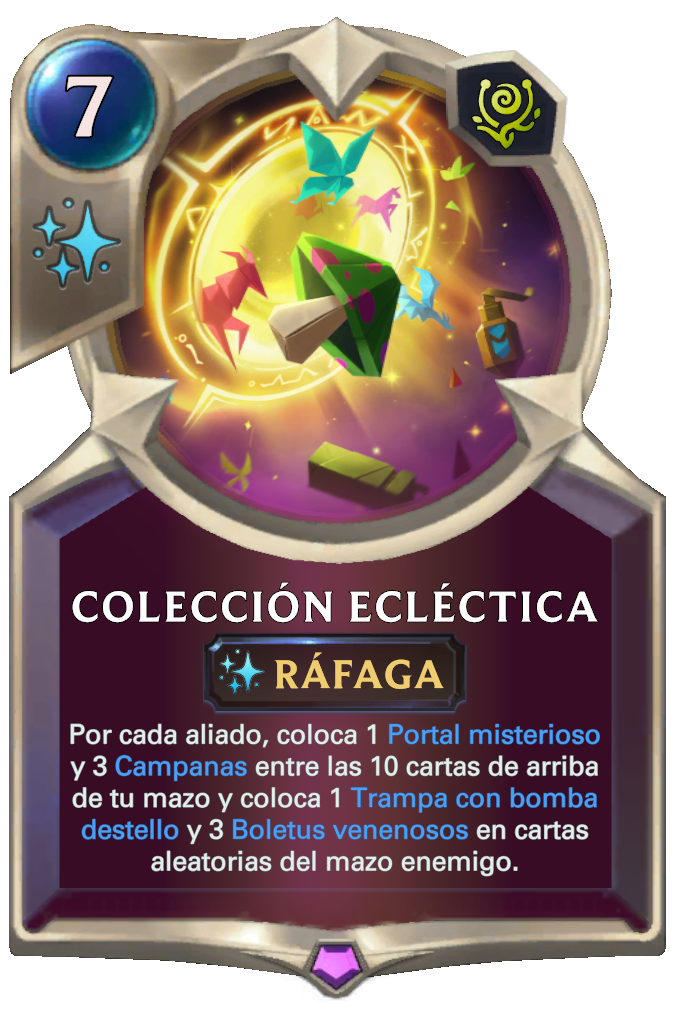 7
COLECCIÓN ECLÉCTICA
RÁFAGA
Por cada aliado, coloca 1 Portal misterioso
y 3 Campanas entre las 10 cartas de arriba
de tu mazo y coloca 1 Trampa con bomba
destello y 3 Boletus venenosos en cartas
aleatorias del mazo enemigo.